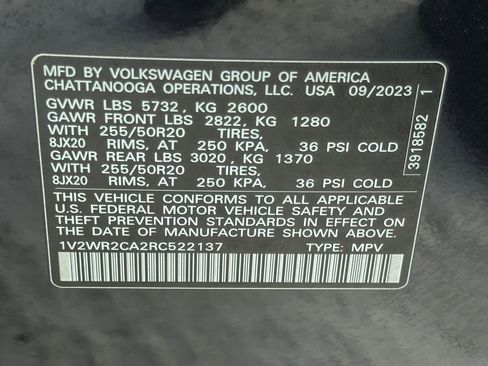 MFD BY VOLKSWAGEN GROUP OF AMERICA
CHATTANOOGA OPERATIONS, LLC. USA 09/2023
GVWR LBS 5732, KG 2600
GAWR FRONT LBS 2822, KG 1280
WITH 255/50R20 TIRES,
8JX20 RIMS, AT 250 KPA, 36 PSI COLD
GAWR REAR LBS 3020, KG 1370
WITH 255/50R20 TIRES,
8JX20 RIMS, AT 250 KPA, 36 PSI COLD
THIS VEHICLE CONFORMS TO ALL APPLICABLE
U.S. FEDERAL MOTOR VEHICLE SAFETY AND
THEFT PREVENTION STANDARDS IN EFFECT ON
THE DATE OF MANUFACTURE SHOWN ABOVE.
1V2WR2CA2RC522137 TYPE: MPV
3918582 1